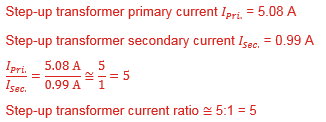 Step-up transformer primary current I_Pri. = 5.08 A
Step-up transformer secondary current I_Sec. = 0.99 A
I_Pri. / I_Sec. = 5.08 A / 0.99 A ≅ 5 / 1 = 5
Step-up transformer current ratio ≅ 5:1 = 5